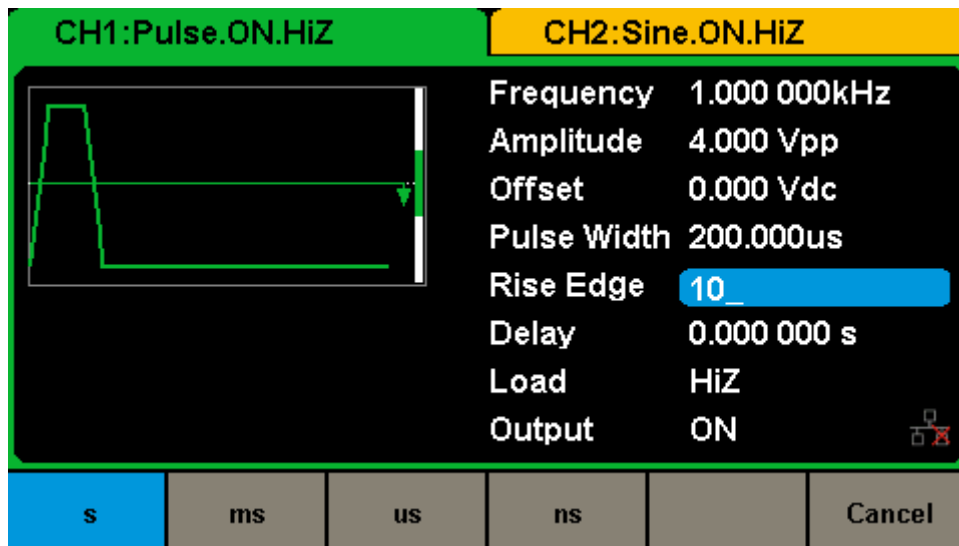 CH1:Pulse.ON.HiZ CH2:Sine.ON.HiZ
Frequency 1.000 000kHz
Amplitude 4.000 Vpp
Offset 0.000 Vdc
Pulse Width 200.000us
Rise Edge 10_
Delay 0.000 000 s
Load HiZ
Output ON
s ms us ns Cancel